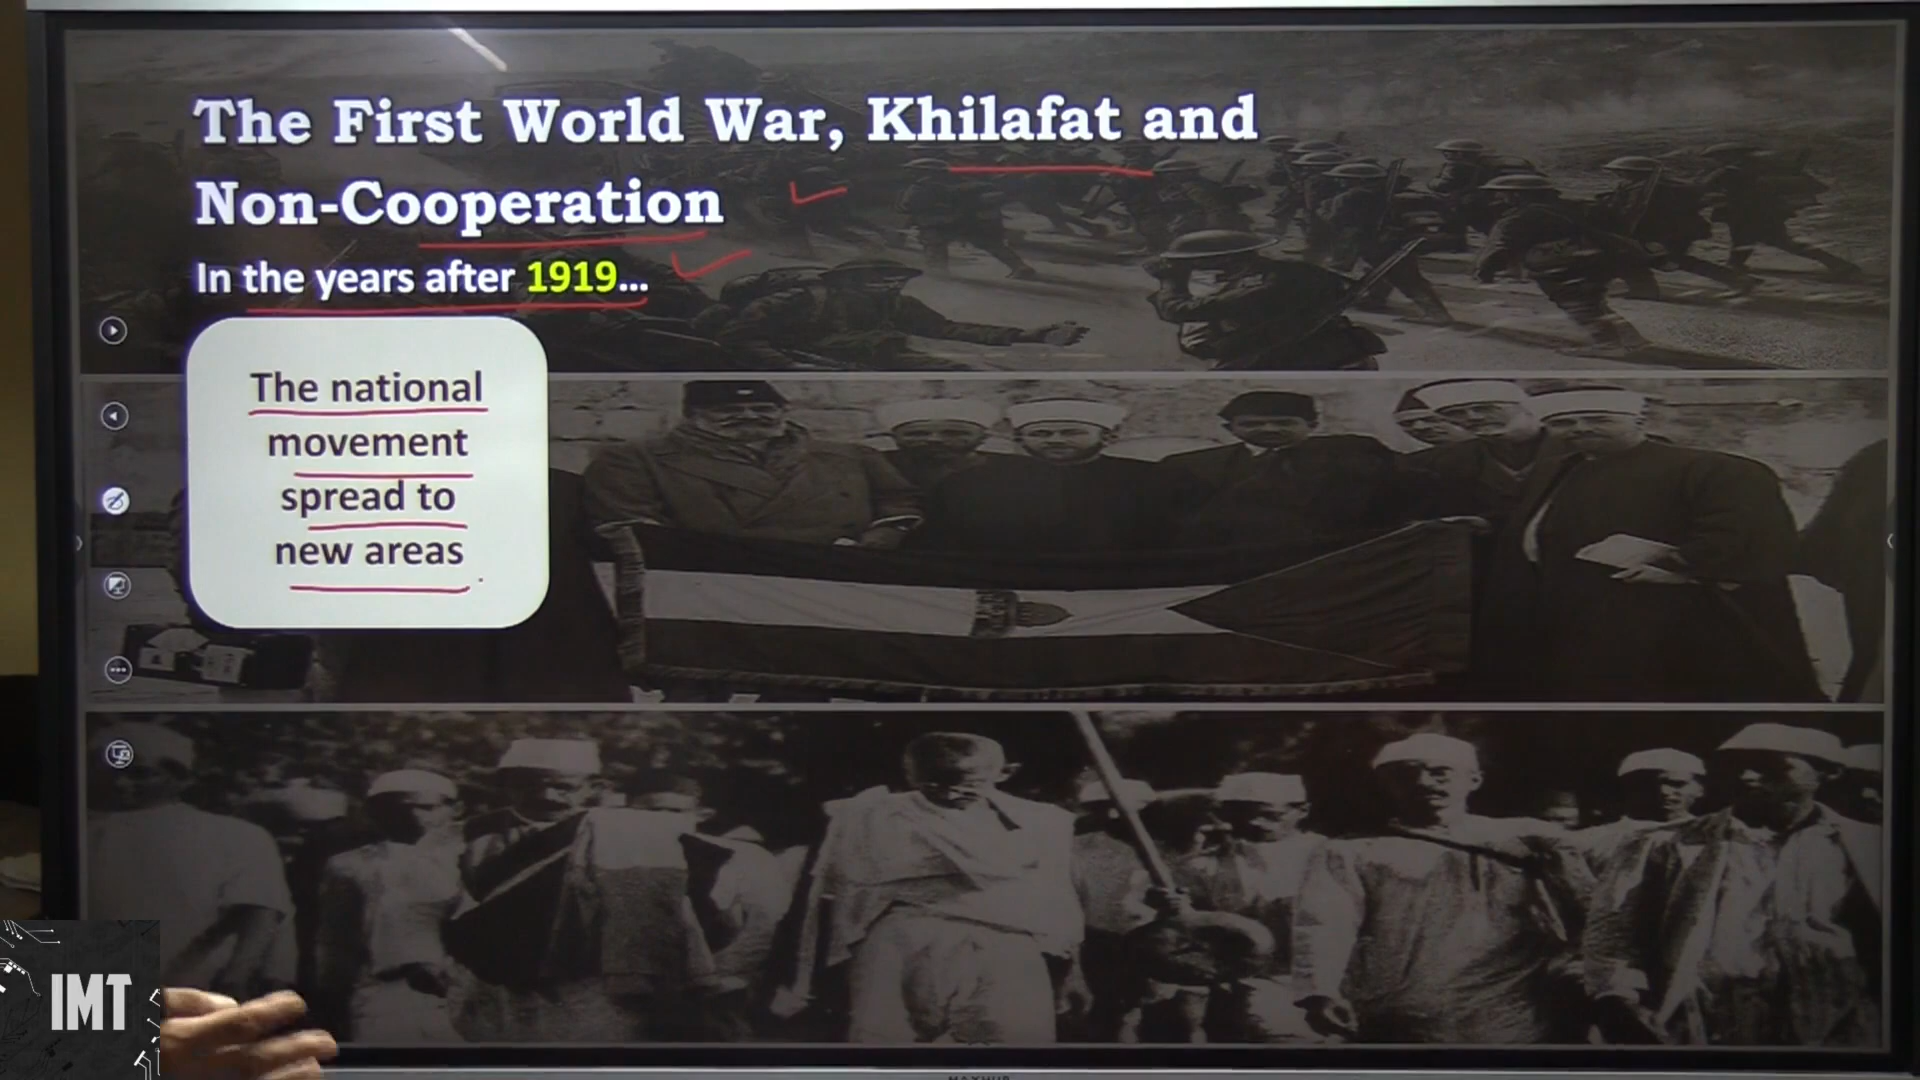 The First World War, Khilafat and
Non-Cooperation
In the years after 1919...
The national
movement
spread to
new areas
IMT